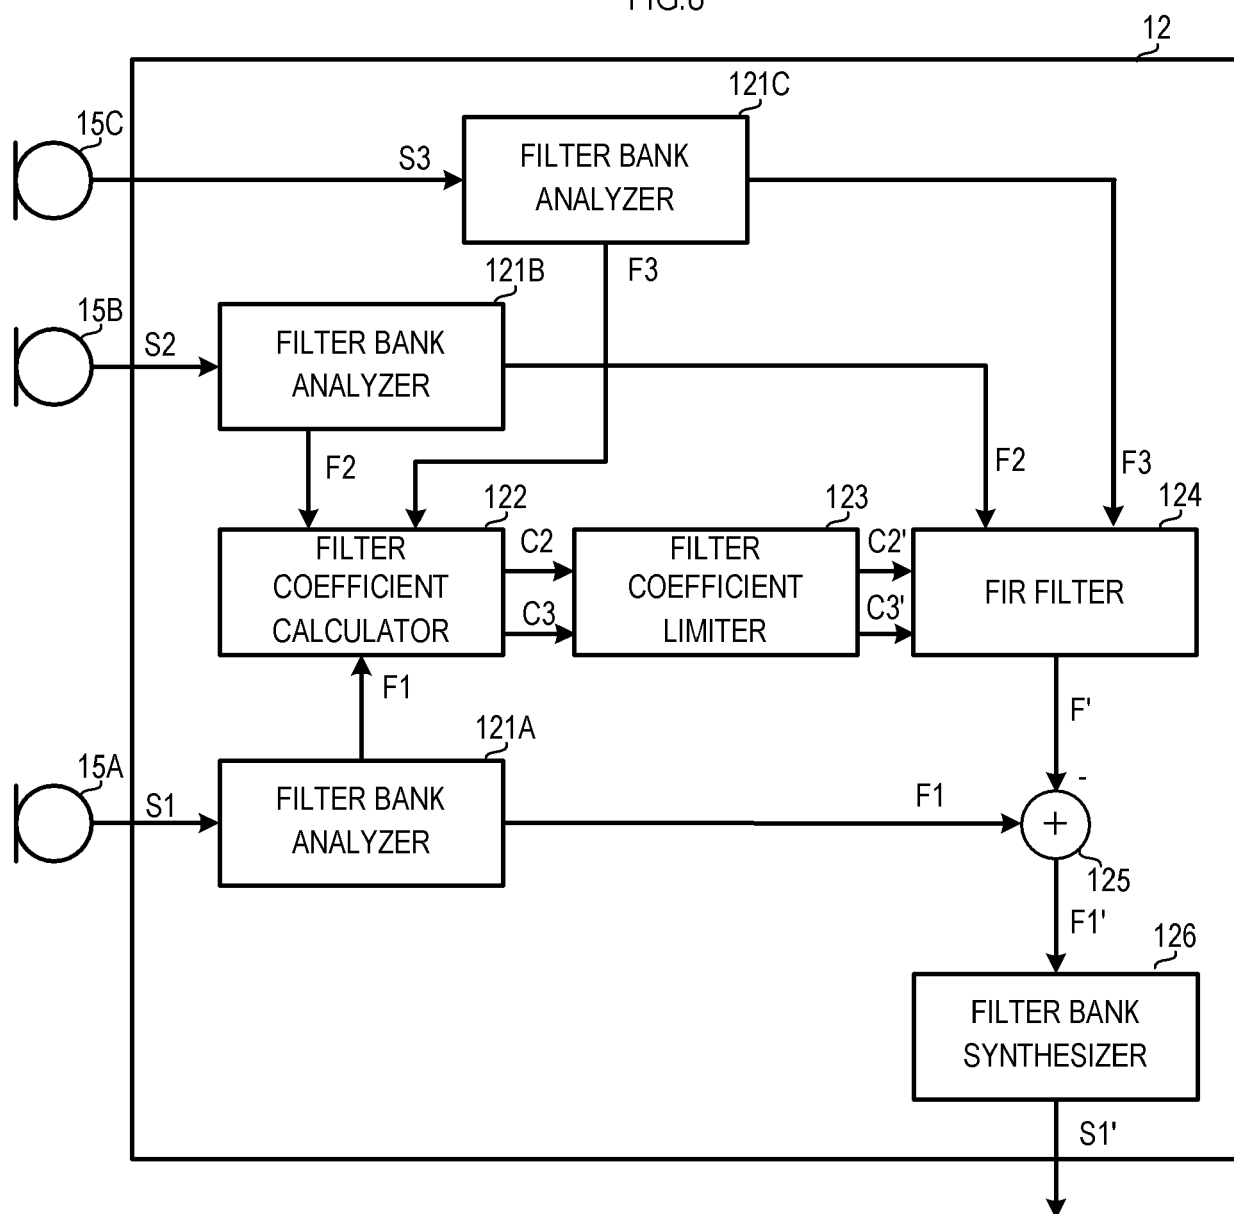 12
121C
15C
S3
FILTER BANK
ANALYZER
F3
121B
15B
S2
FILTER BANK
ANALYZER
F2
F2
F3
122
123
124
FILTER
COEFFICIENT
CALCULATOR
C2
C3
FILTER
COEFFICIENT
LIMITER
C2'
C3'
FIR FILTER
F1
F'
121A
15A
S1
FILTER BANK
ANALYZER
F1
-
+
125
F1'
126
FILTER BANK
SYNTHESIZER
S1'